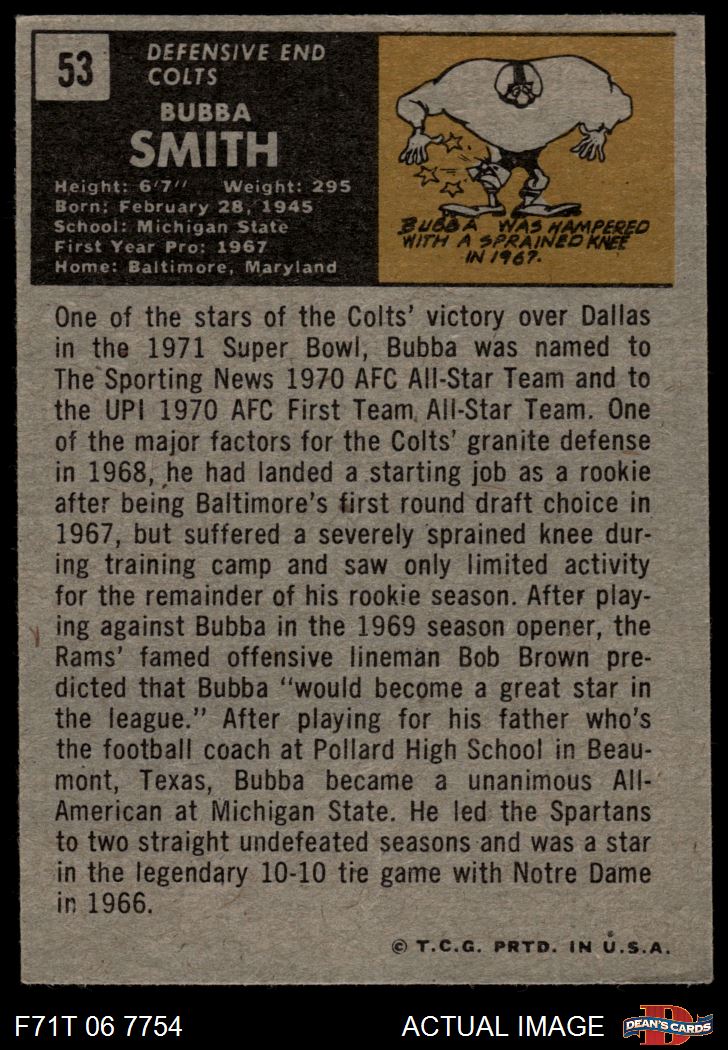 53
DEFENSIVE END
COLTS
BUBBA
SMITH
Height: 6'7" Weight: 295
Born: February 28, 1945
School: Michigan State
First Year Pro: 1967
Home: Baltimore, Maryland
BUBBA WAS HAMPERED
WITH A SPRAINED KNEE
IN 1967.
One of the stars of the Colts' victory over Dallas
in the 1971 Super Bowl, Bubba was named to
The Sporting News 1970 AFC All-Star Team and to
the UPI 1970 AFC First Team All-Star Team. One
of the major factors for the Colts' granite defense
in 1968, he had landed a starting job as a rookie
after being Baltimore's first round draft choice in
1967, but suffered a severely sprained knee dur-
ing training camp and saw only limited activity
for the remainder of his rookie season. After play-
ing against Bubba in the 1969 season opener, the
Rams' famed offensive lineman Bob Brown pre-
dicted that Bubba "would become a great star in
the league." After playing for his father who's
the football coach at Pollard High School in Beau-
mont, Texas, Bubba became a unanimous All-
American at Michigan State. He led the Spartans
to two straight undefeated seasons and was a star
in the legendary 10-10 tie game with Notre Dame
in 1966.
© T.C.G. PRTD. IN U.S.A.
F71T 06 7754 ACTUAL IMAGE
D
DEAN'S CARDS